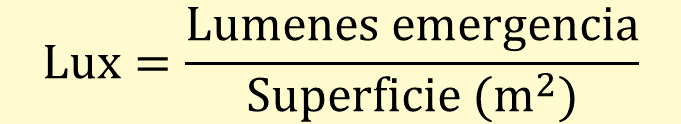 Lux = Lumenes emergencia
Superficie (m²)